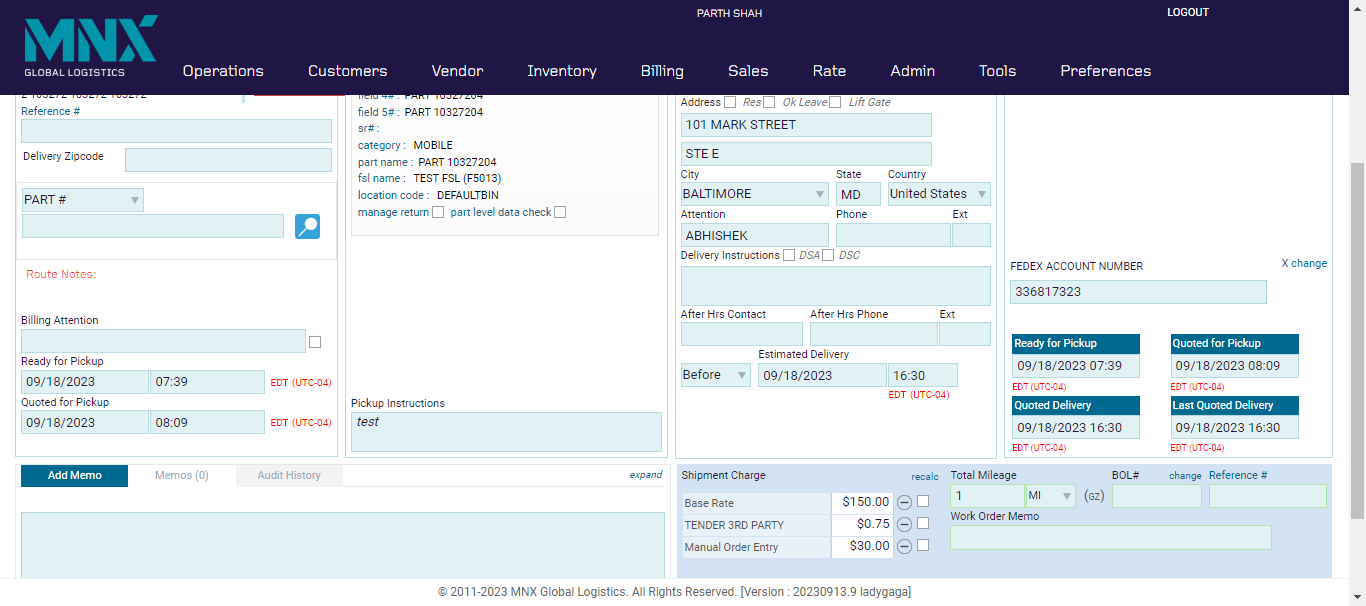 PARTH SHAH
LOGOUT
MNX
GLOBAL LOGISTICS
Operations Customers Vendor Inventory Billing Sales Rate Admin Tools Preferences
Reference #
Delivery Zipcode
PART #
Route Notes:
Billing Attention
Ready for Pickup
09/18/2023 07:39 EDT (UTC-04)
Quoted for Pickup
09/18/2023 08:09 EDT (UTC-04)
field 4# : PART 10327204
field 5# : PART 10327204
sr# :
category : MOBILE
part name : PART 10327204
fsl name : TEST FSL (F5013)
location code : DEFAULTBIN
manage return part level data check
Pickup Instructions
test
Address Res Ok Leave Lift Gate
101 MARK STREET
STE E
City State Country
BALTIMORE MD United States
Attention Phone Ext
ABHISHEK
Delivery Instructions DSA DSC
After Hrs Contact After Hrs Phone Ext
Estimated Delivery
Before 09/18/2023 16:30
EDT (UTC-04)
X change
FEDEX ACCOUNT NUMBER
336817323
Ready for Pickup Quoted for Pickup
09/18/2023 07:39 09/18/2023 08:09
EDT (UTC-04) EDT (UTC-04)
Quoted Delivery Last Quoted Delivery
09/18/2023 16:30 09/18/2023 16:30
EDT (UTC-04) EDT (UTC-04)
Add Memo Memos (0) Audit History expand
Shipment Charge recalc
Base Rate $150.00
TENDER 3RD PARTY $0.75
Manual Order Entry $30.00
Total Mileage BOL# change Reference #
1 MI (GZ)
Work Order Memo
© 2011-2023 MNX Global Logistics. All Rights Reserved. [Version : 20230913.9 ladygaga]